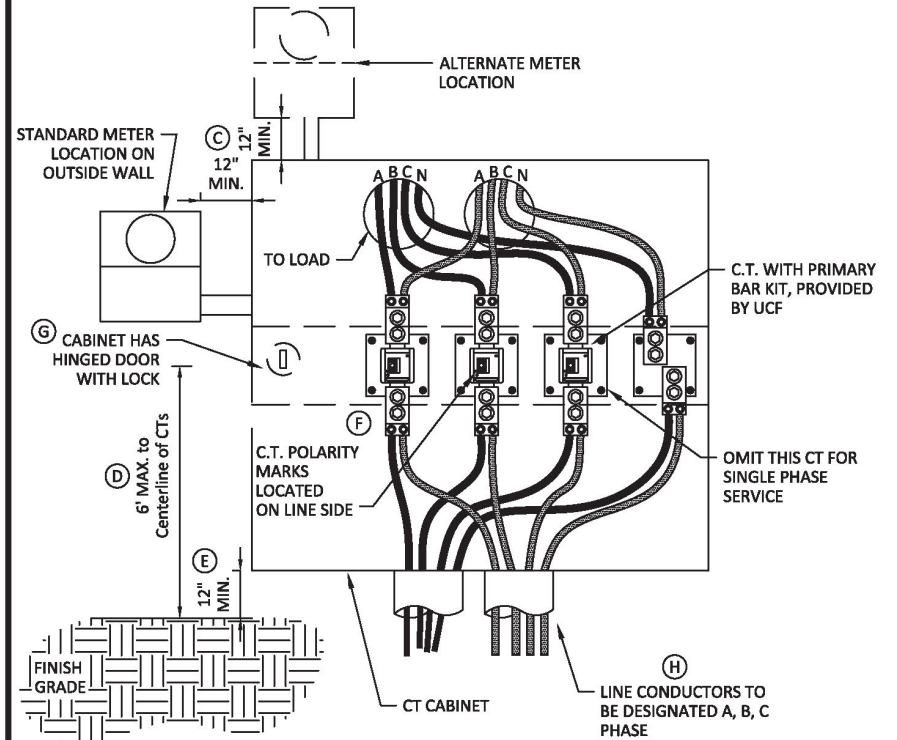 ALTERNATE METER
LOCATION
STANDARD METER
LOCATION ON
OUTSIDE WALL
C
12"
MIN.
12"
MIN.
A B C N
A B C N
TO LOAD
C.T. WITH PRIMARY
BAR KIT, PROVIDED
BY UCF
G
CABINET HAS
HINGED DOOR
WITH LOCK
F
C.T. POLARITY
MARKS
LOCATED
ON LINE SIDE
OMIT THIS CT FOR
SINGLE PHASE
SERVICE
D
6' MAX. to
Centerline of CTs
E
12"
MIN.
FINISH
GRADE
CT CABINET
H
LINE CONDUCTORS TO
BE DESIGNATED A, B, C
PHASE